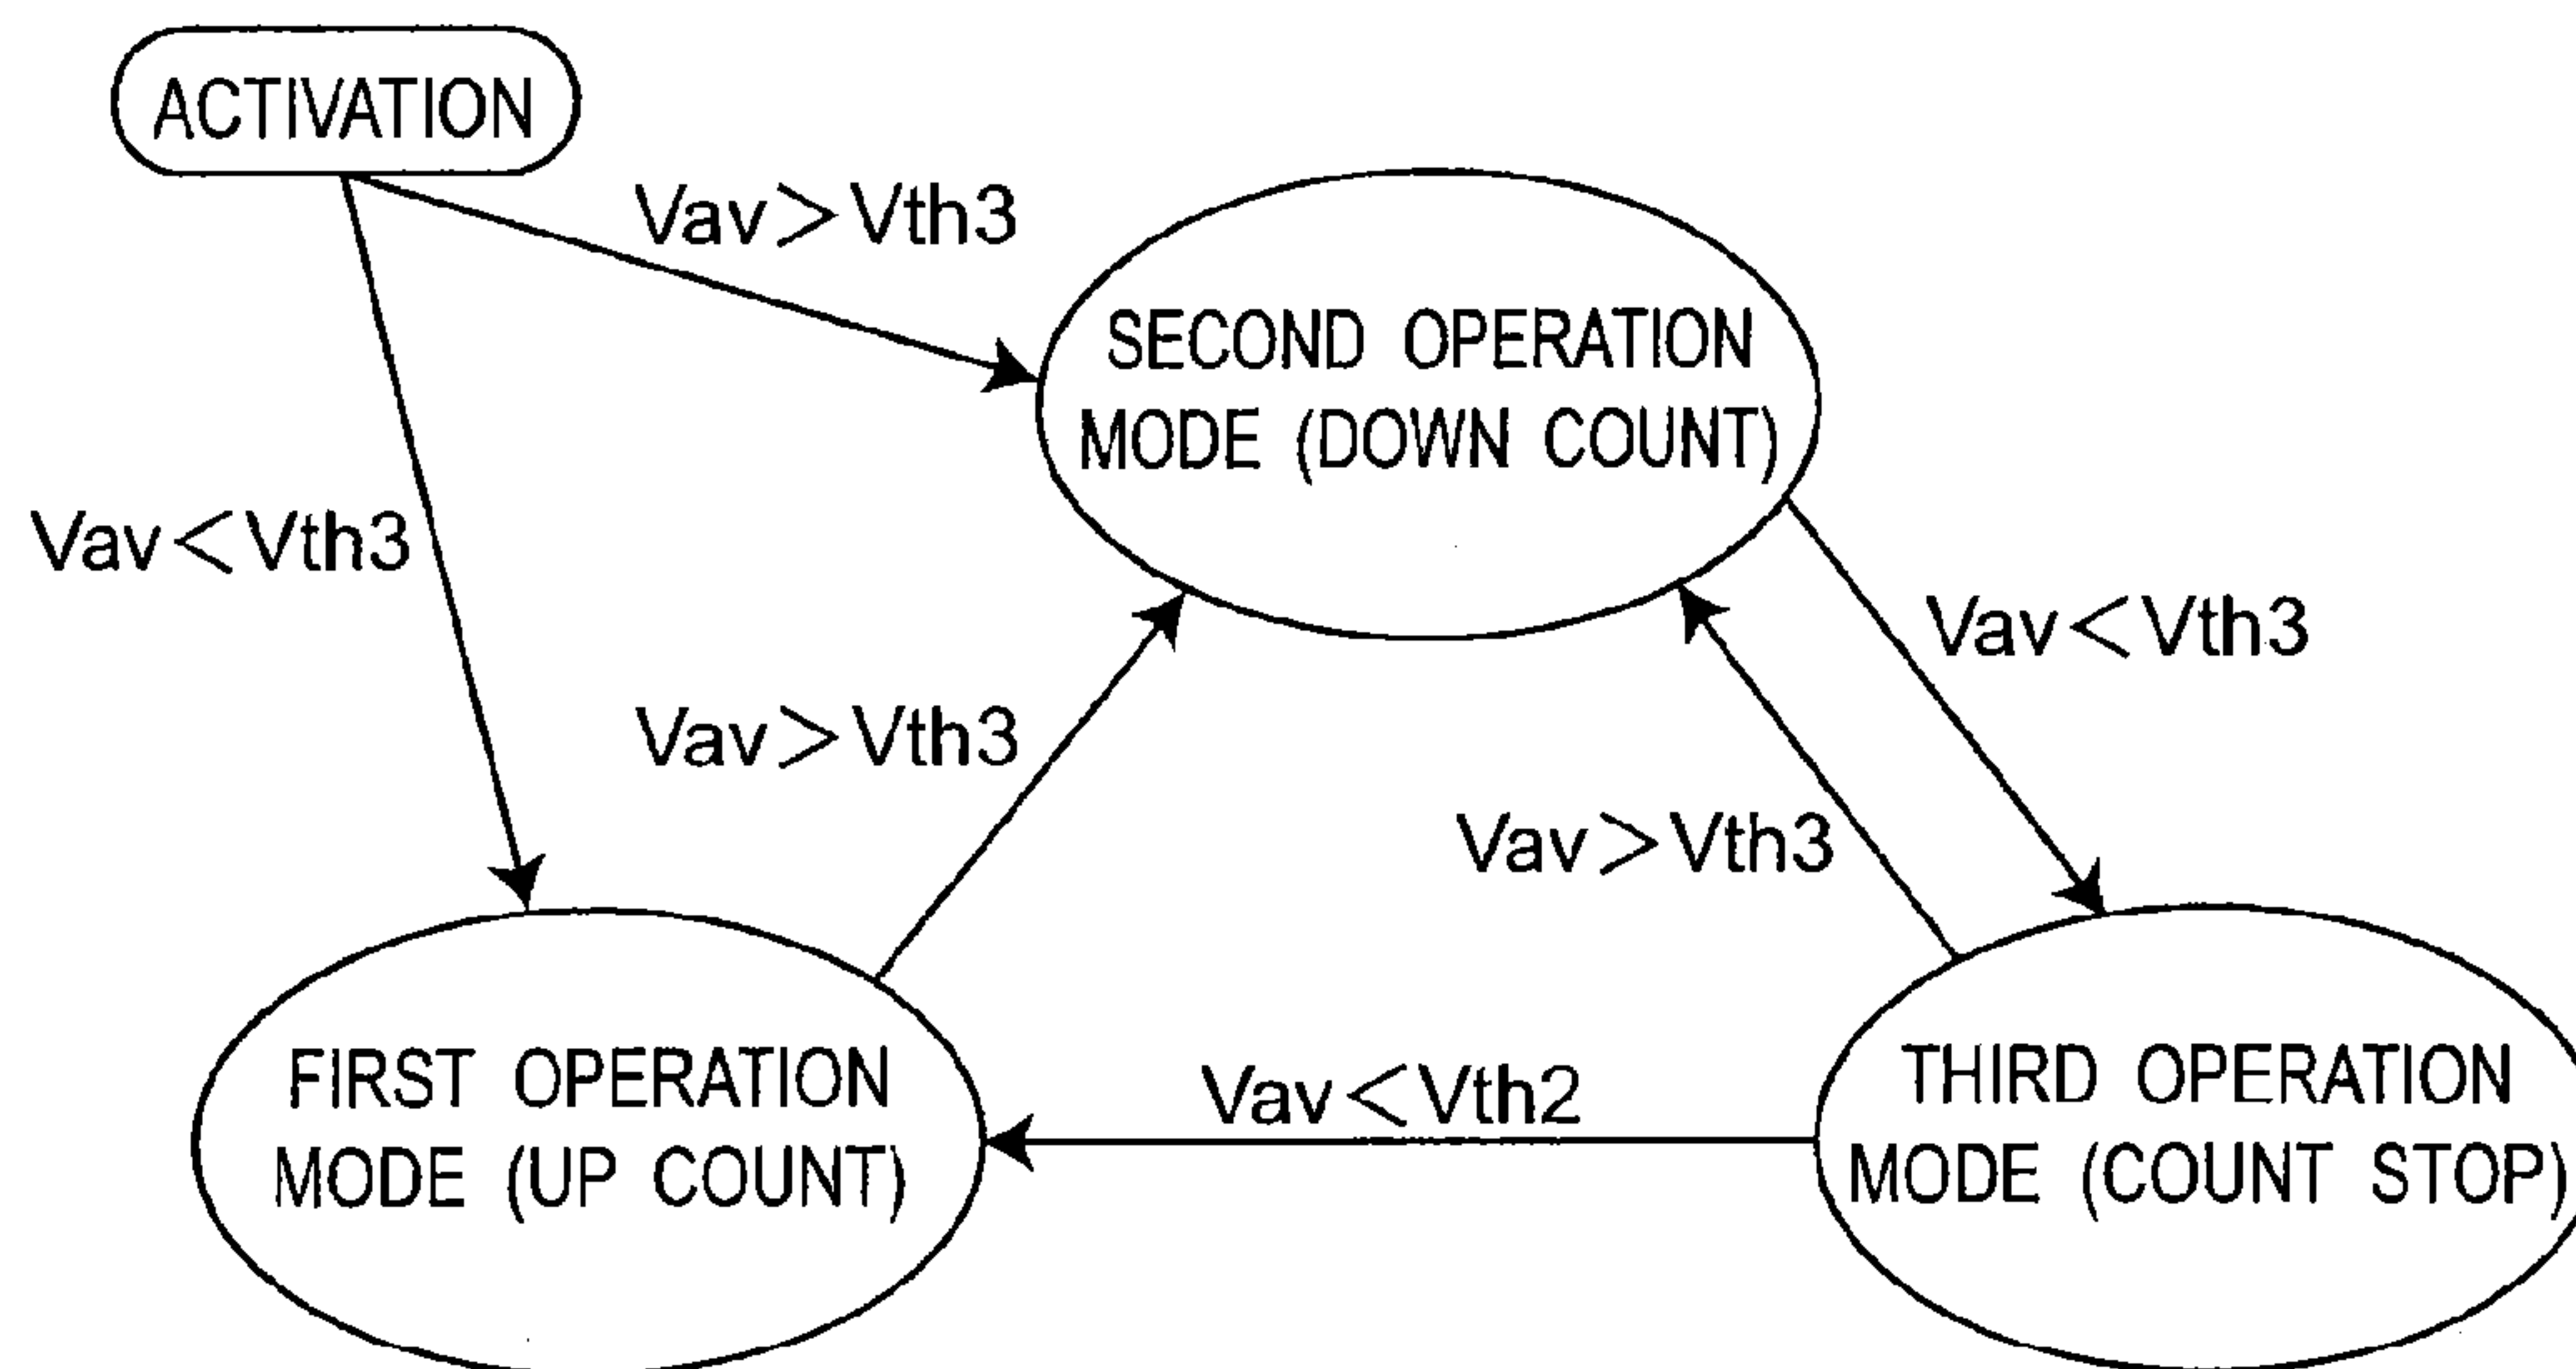 ACTIVATION
Vav>Vth3
SECOND OPERATION
MODE (DOWN COUNT)
Vav<Vth3
Vav<Vth3
Vav>Vth3
Vav>Vth3
FIRST OPERATION
MODE (UP COUNT)
Vav<Vth2
THIRD OPERATION
MODE (COUNT STOP)